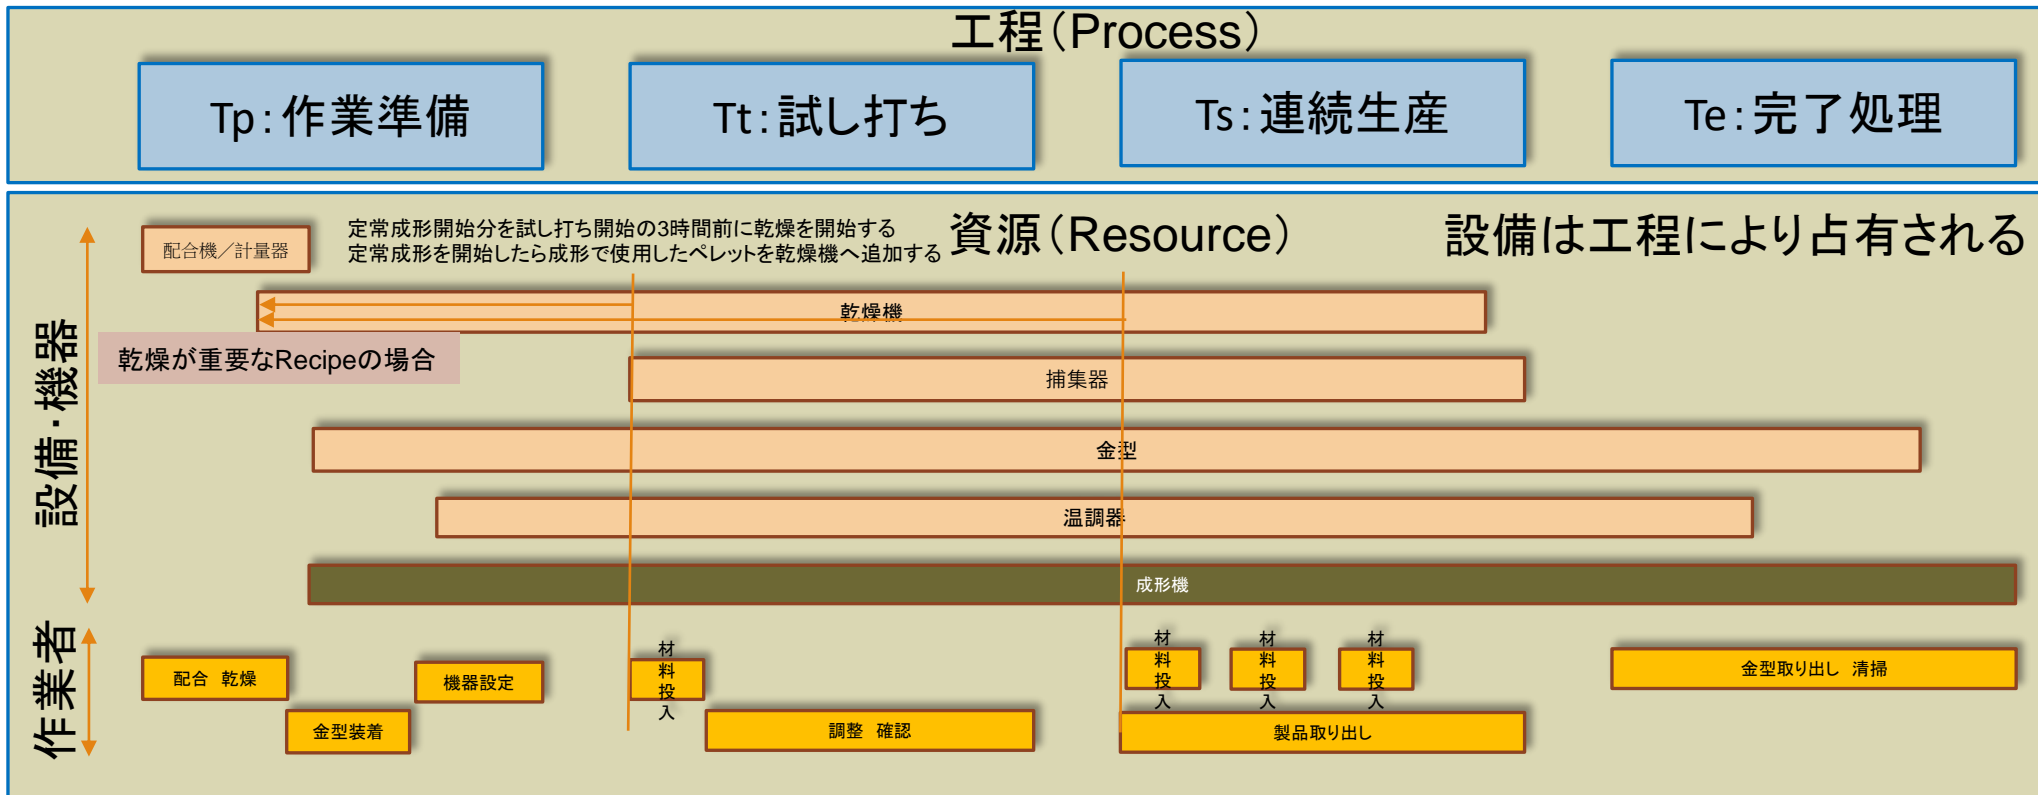 工程（Process）
Tp：作業準備
Tt：試し打ち
Ts：連続生産
Te：完了処理
配合機／計量器
定常成形開始分を試し打ち開始の3時間前に乾燥を開始する
定常成形を開始したら成形で使用したペレットを乾燥機へ追加する
資源（Resource）
設備は工程により占有される
設備・機器
乾燥機
乾燥が重要なRecipeの場合
捕集器
金型
温調器
成形機
作業者
配合　乾燥
機器設定
材料投入
材料投入
材料投入
材料投入
金型取り出し　清掃
金型装着
調整　確認
製品取り出し